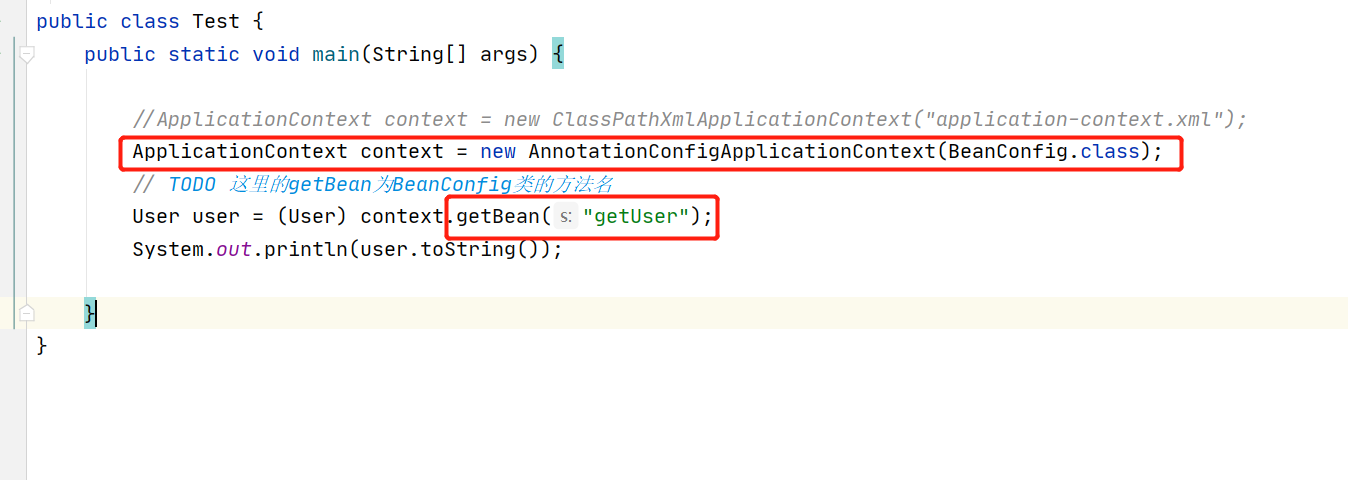 public class Test {
public static void main(String[] args) {
//ApplicationContext context = new ClassPathXmlApplicationContext("application-context.xml");
ApplicationContext context = new AnnotationConfigApplicationContext(BeanConfig.class);
// TODO 这里的getBean为BeanConfig类的方法名
User user = (User) context.getBean( s: "getUser");
System.out.println(user.toString());
}
}